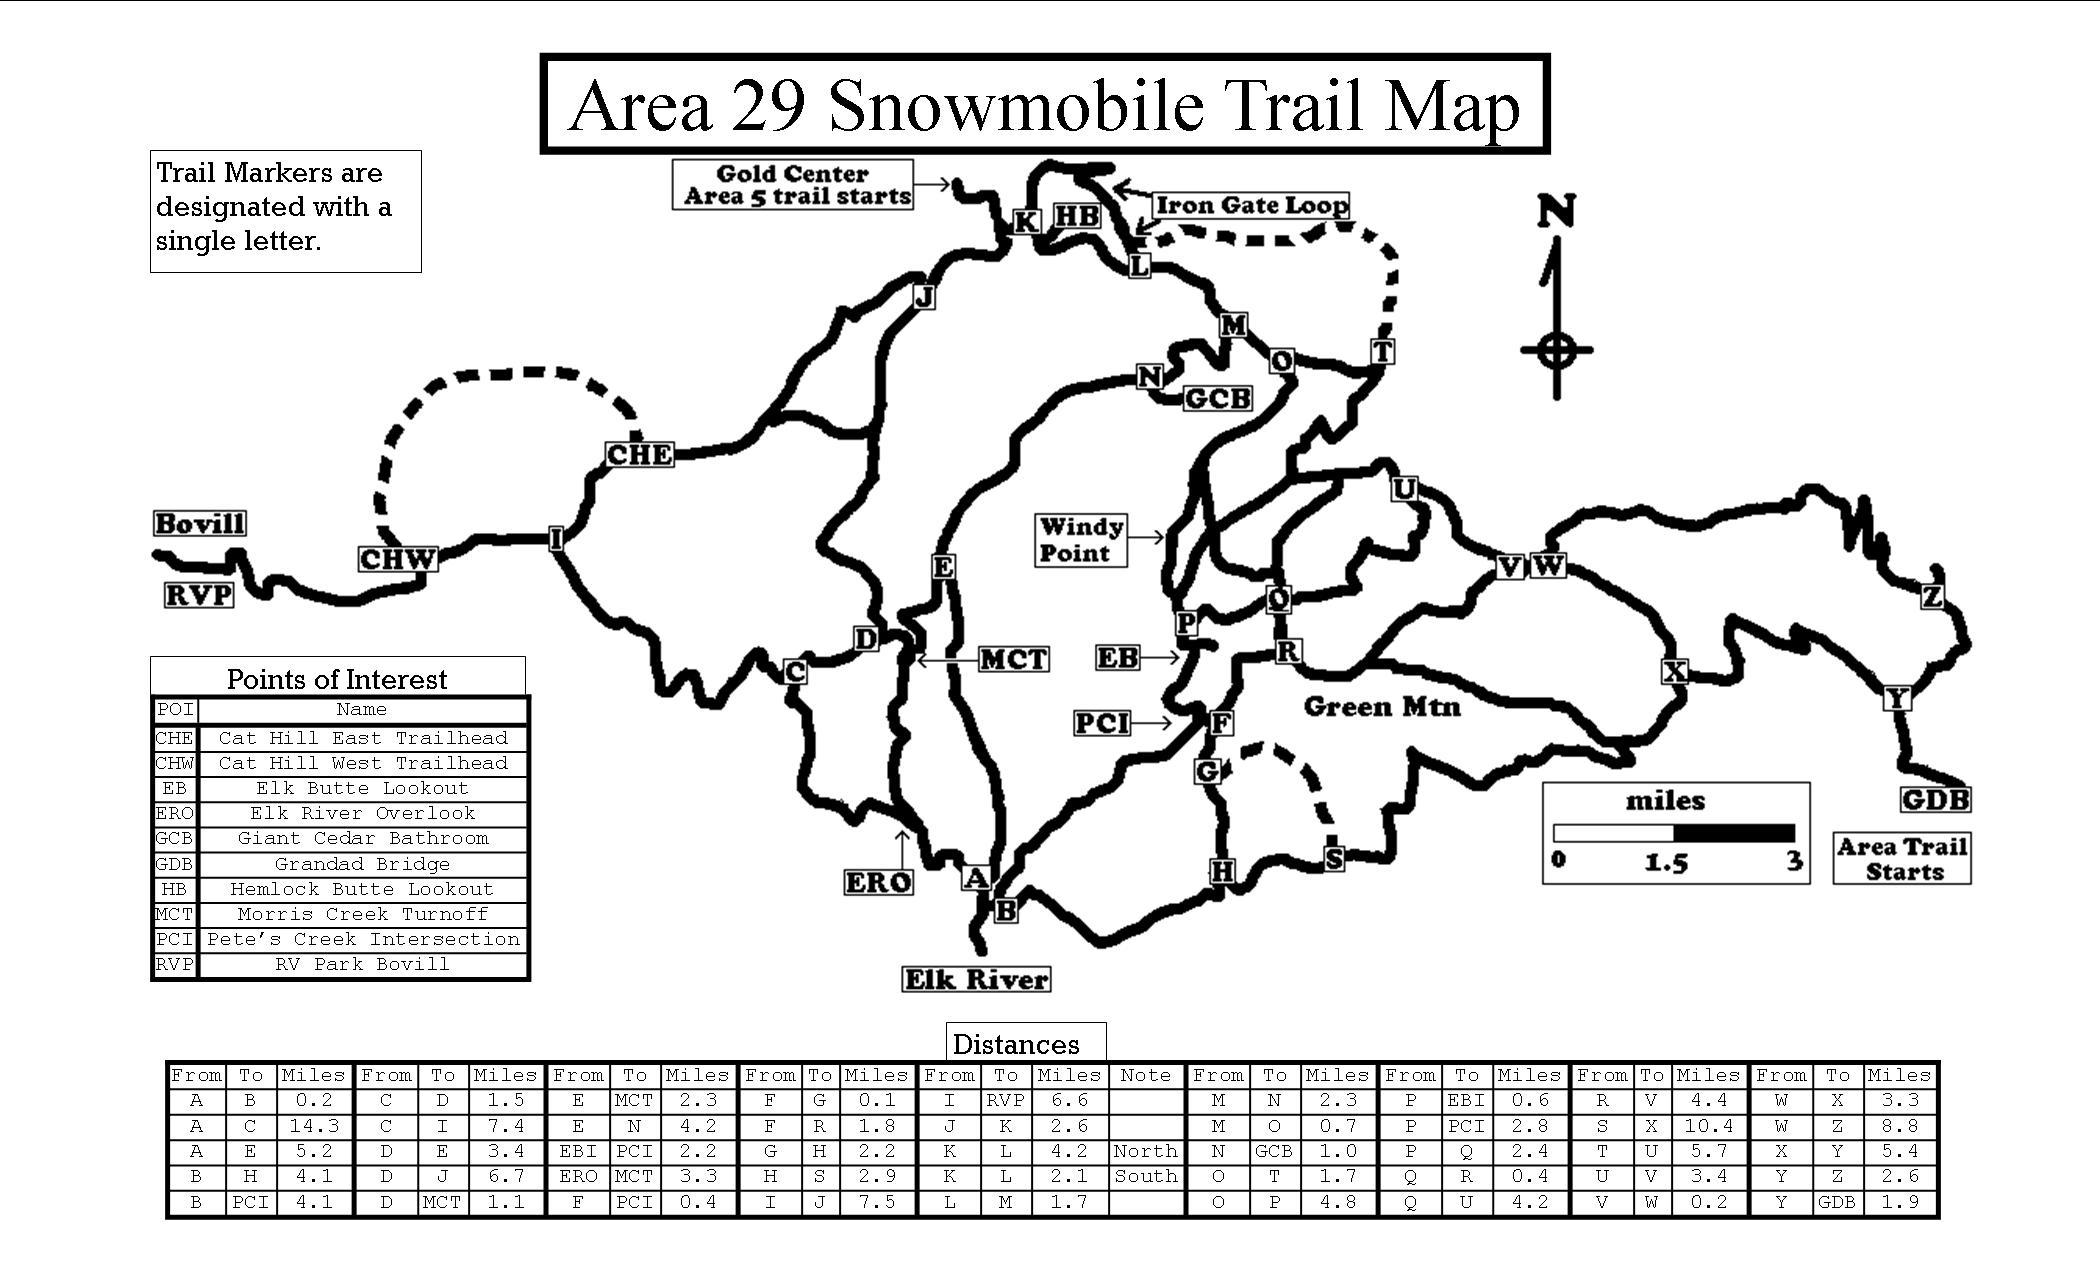 Area 29 Snowmobile Trail Map
Trail Markers are
designated with a
single letter.
Gold Center
Area 5 trail starts
Iron Gate Loop
N
K
HB
L
J
M
O
T
N
GCB
CHE
U
Bovill
Windy
Point
CHW
I
E
V
W
RVP
Q
Z
P
D
MCT
EB
R
C
X
Green Mtn
Y
PCI
F
G
miles
0
1.5
3
GDB
Area Trail
Starts
S
H
ERO
A
B
Elk River
Points of Interest
POI Name
CHE Cat Hill East Trailhead
CHW Cat Hill West Trailhead
EB Elk Butte Lookout
ERO Elk River Overlook
GCB Giant Cedar Bathroom
GDB Grandad Bridge
HB Hemlock Butte Lookout
MCT Morris Creek Turnoff
PCI Pete's Creek Intersection
RVP RV Park Bovill
Distances
From To Miles From To Miles From To Miles From To Miles From To Miles Note From To Miles From To Miles From To Miles From To Miles
A B 0.2 C D 1.5 E MCT 2.3 F G 0.1 I RVP 6.6 M N 2.3 P EBI 0.6 R V 4.4 W X 3.3
A C 14.3 C I 7.4 E N 4.2 F R 1.8 J K 2.6 M O 0.7 P PCI 2.8 S X 10.4 W Z 8.8
A E 5.2 D E 3.4 EBI PCI 2.2 G H 2.2 K L 4.2 North N GCB 1.0 P Q 2.4 T U 5.7 X Y 5.4
B H 4.1 D J 6.7 ERO MCT 3.3 H S 2.9 K L 2.1 South O T 1.7 Q R 0.4 U V 3.4 Y Z 2.6
B PCI 4.1 D MCT 1.1 F PCI 0.4 I J 7.5 L M 1.7 O P 4.8 Q U 4.2 V W 0.2 Y GDB 1.9